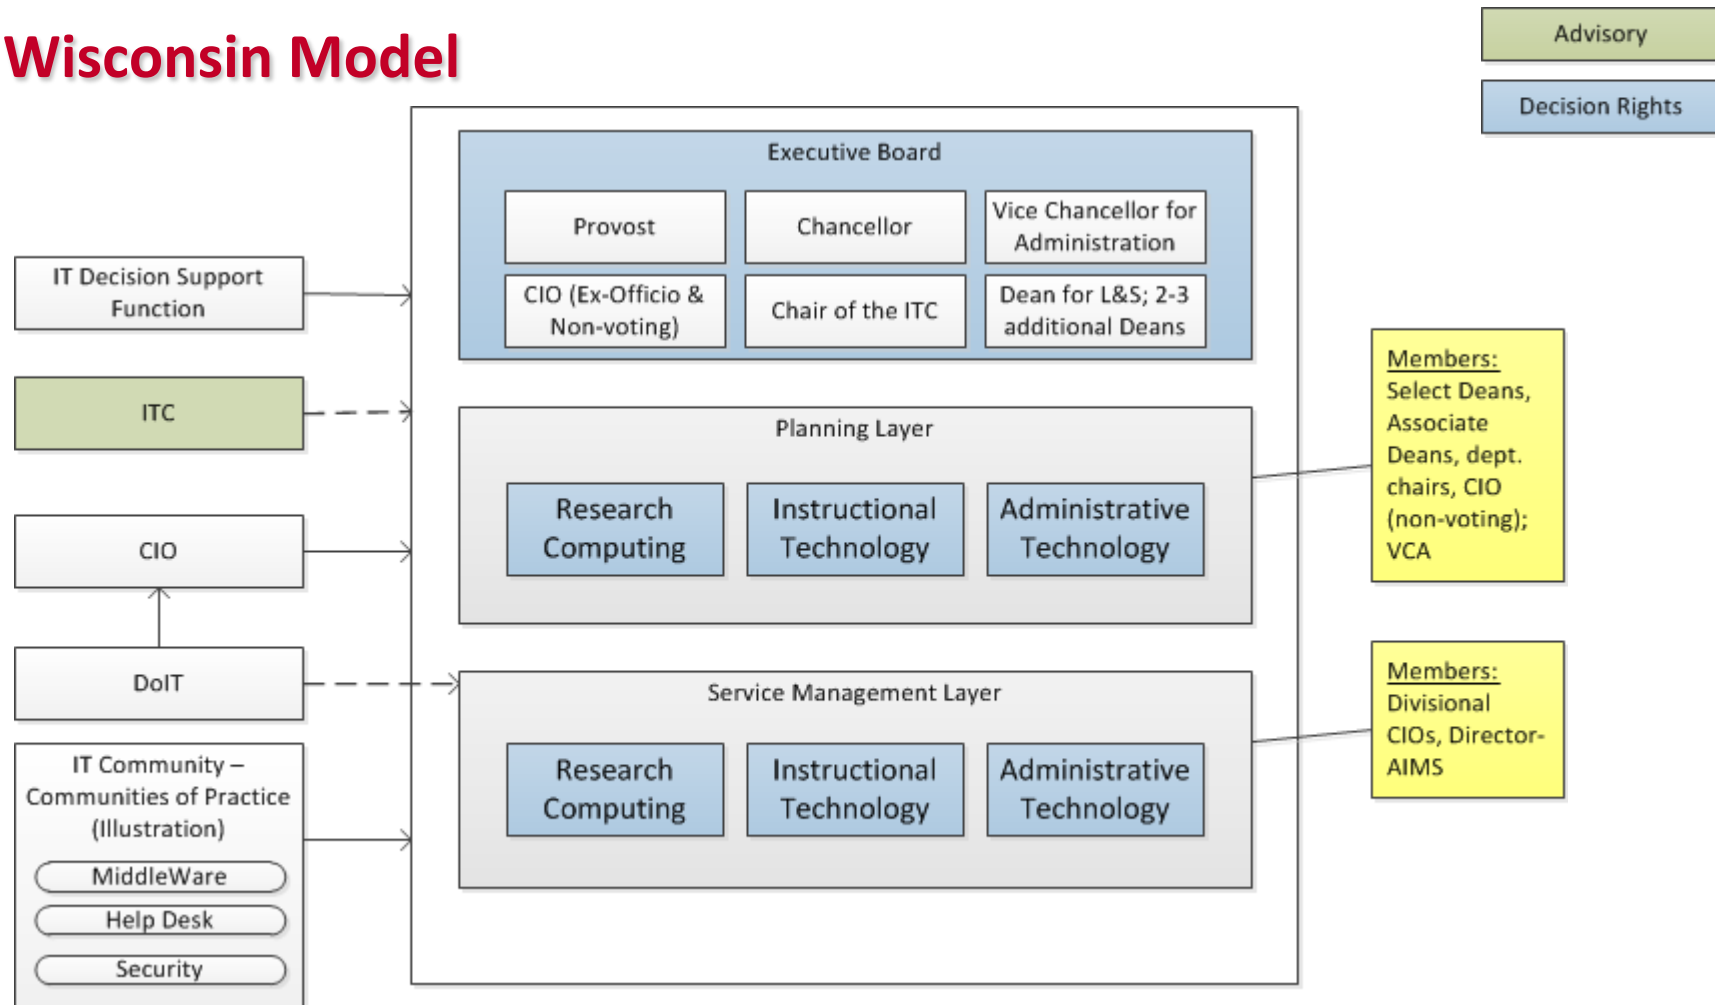 Wisconsin Model
Advisory
Decision Rights
Executive Board
Provost
Chancellor
Vice Chancellor for
Administration
CIO (Ex-Officio &
Non-voting)
Chair of the ITC
Dean for L&S; 2-3
additional Deans
IT Decision Support
Function
ITC
CIO
DoIT
IT Community –
Communities of Practice
(Illustration)
MiddleWare
Help Desk
Security
Planning Layer
Research
Computing
Instructional
Technology
Administrative
Technology
Members:
Select Deans,
Associate
Deans, dept.
chairs, CIO
(non-voting);
VCA
Service Management Layer
Research
Computing
Instructional
Technology
Administrative
Technology
Members:
Divisional
CIOs, Director-
AIMS